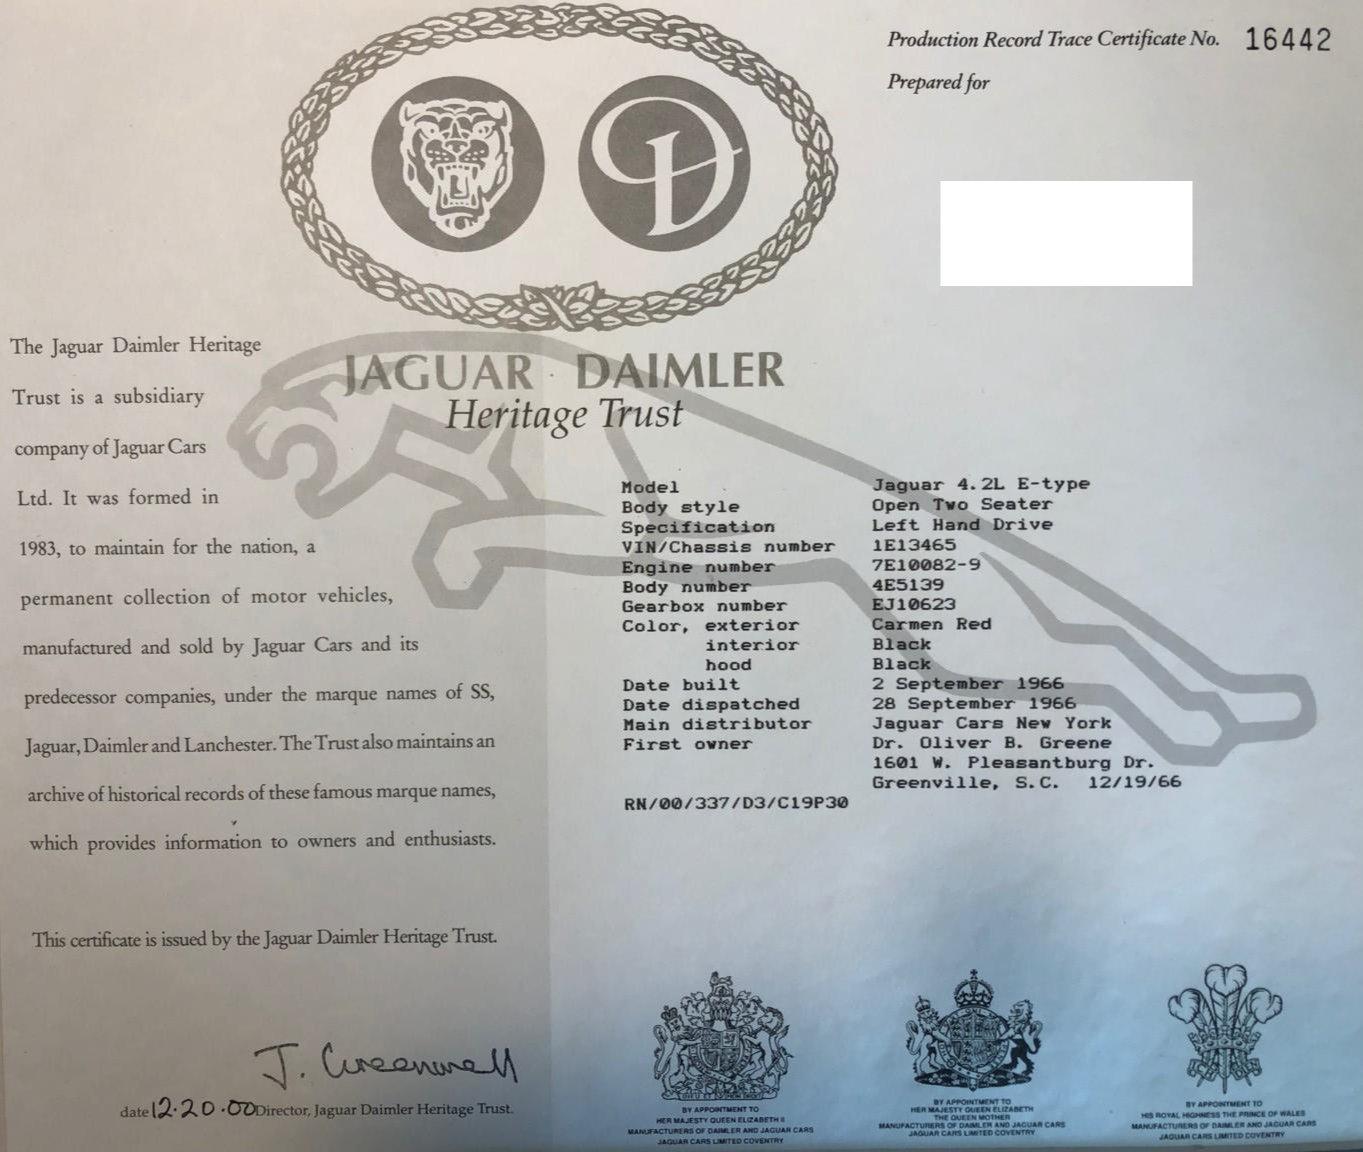 Production Record Trace Certificate No. 16442
Prepared for
JAGUAR · DAIMLER
Heritage Trust
The Jaguar Daimler Heritage
Trust is a subsidiary
company of Jaguar Cars
Ltd. It was formed in
1983, to maintain for the nation, a
permanent collection of motor vehicles,
manufactured and sold by Jaguar Cars and its
predecessor companies, under the marque names of SS,
Jaguar, Daimler and Lanchester. The Trust also maintains an
archive of historical records of these famous marque names,
which provides information to owners and enthusiasts.
This certificate is issued by the Jaguar Daimler Heritage Trust.
Model Jaguar 4.2L E-type
Body style Open Two Seater
Specification Left Hand Drive
VIN/Chassis number 1E13465
Engine number 7E10082-9
Body number 4E5139
Gearbox number EJ10623
Color, exterior Carmen Red
interior Black
hood Black
Date built 2 September 1966
Date dispatched 28 September 1966
Main distributor Jaguar Cars New York
First owner Dr. Oliver B. Greene
1601 W. Pleasantburg Dr.
Greenville, S.C. 12/19/66
RN/00/337/D3/C19P30
J. Greenwell
date 12·20·00 Director, Jaguar Daimler Heritage Trust.
BY APPOINTMENT TO
HER MAJESTY QUEEN ELIZABETH II
MANUFACTURERS OF DAIMLER AND JAGUAR CARS
JAGUAR CARS LIMITED COVENTRY
BY APPOINTMENT TO
HER MAJESTY QUEEN ELIZABETH
THE QUEEN MOTHER
MANUFACTURERS OF DAIMLER AND JAGUAR CARS
JAGUAR CARS LIMITED COVENTRY
BY APPOINTMENT TO
HIS ROYAL HIGHNESS THE PRINCE OF WALES
MANUFACTURERS OF DAIMLER AND JAGUAR CARS
JAGUAR CARS LIMITED COVENTRY